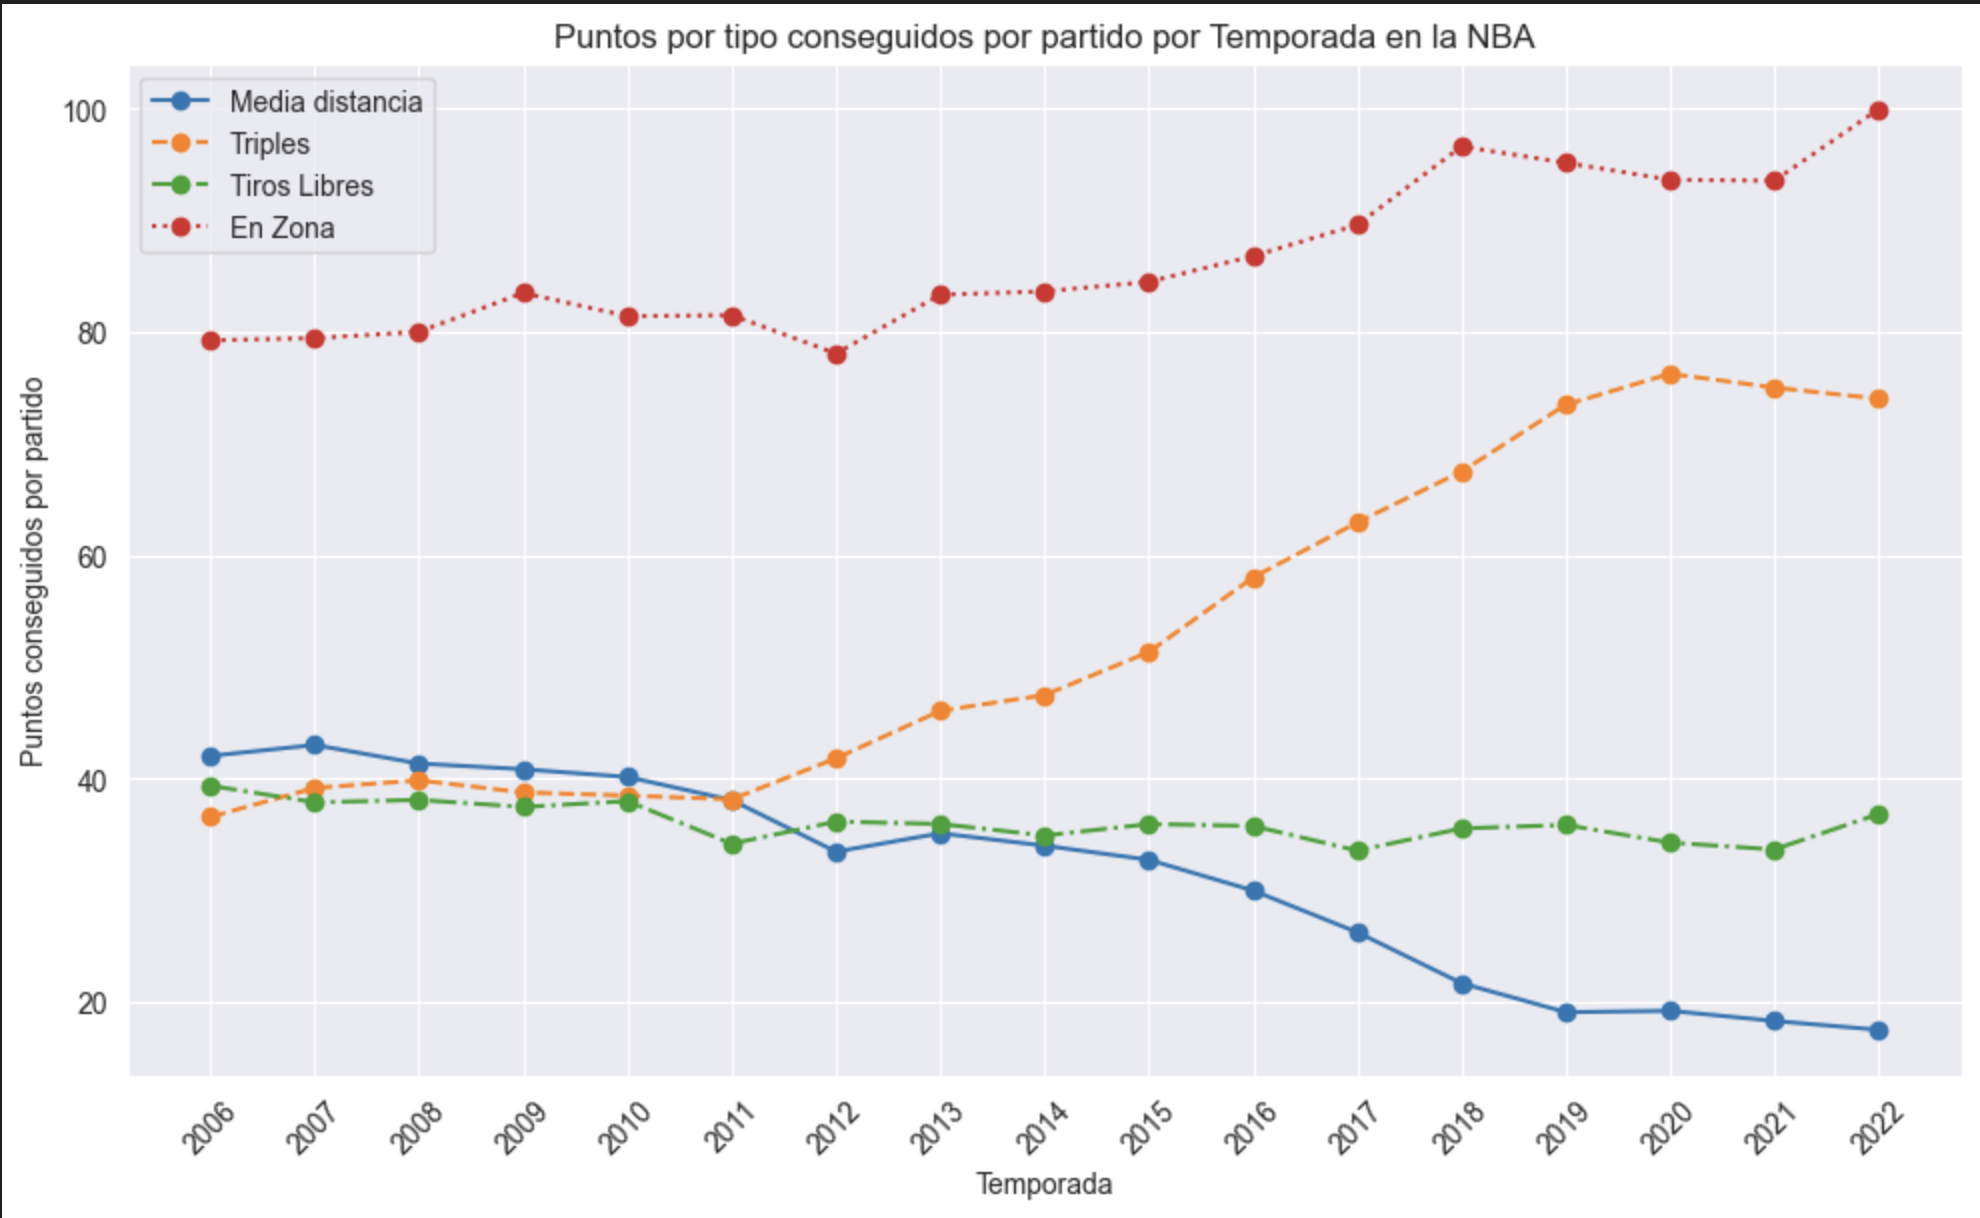 Puntos por tipo conseguidos por partido por Temporada en la NBA
Media distancia
Triples
Tiros Libres
En Zona
Puntos conseguidos por partido
100
80
60
40
20
2006 2007 2008 2009 2010 2011 2012 2013 2014 2015 2016 2017 2018 2019 2020 2021 2022
Temporada